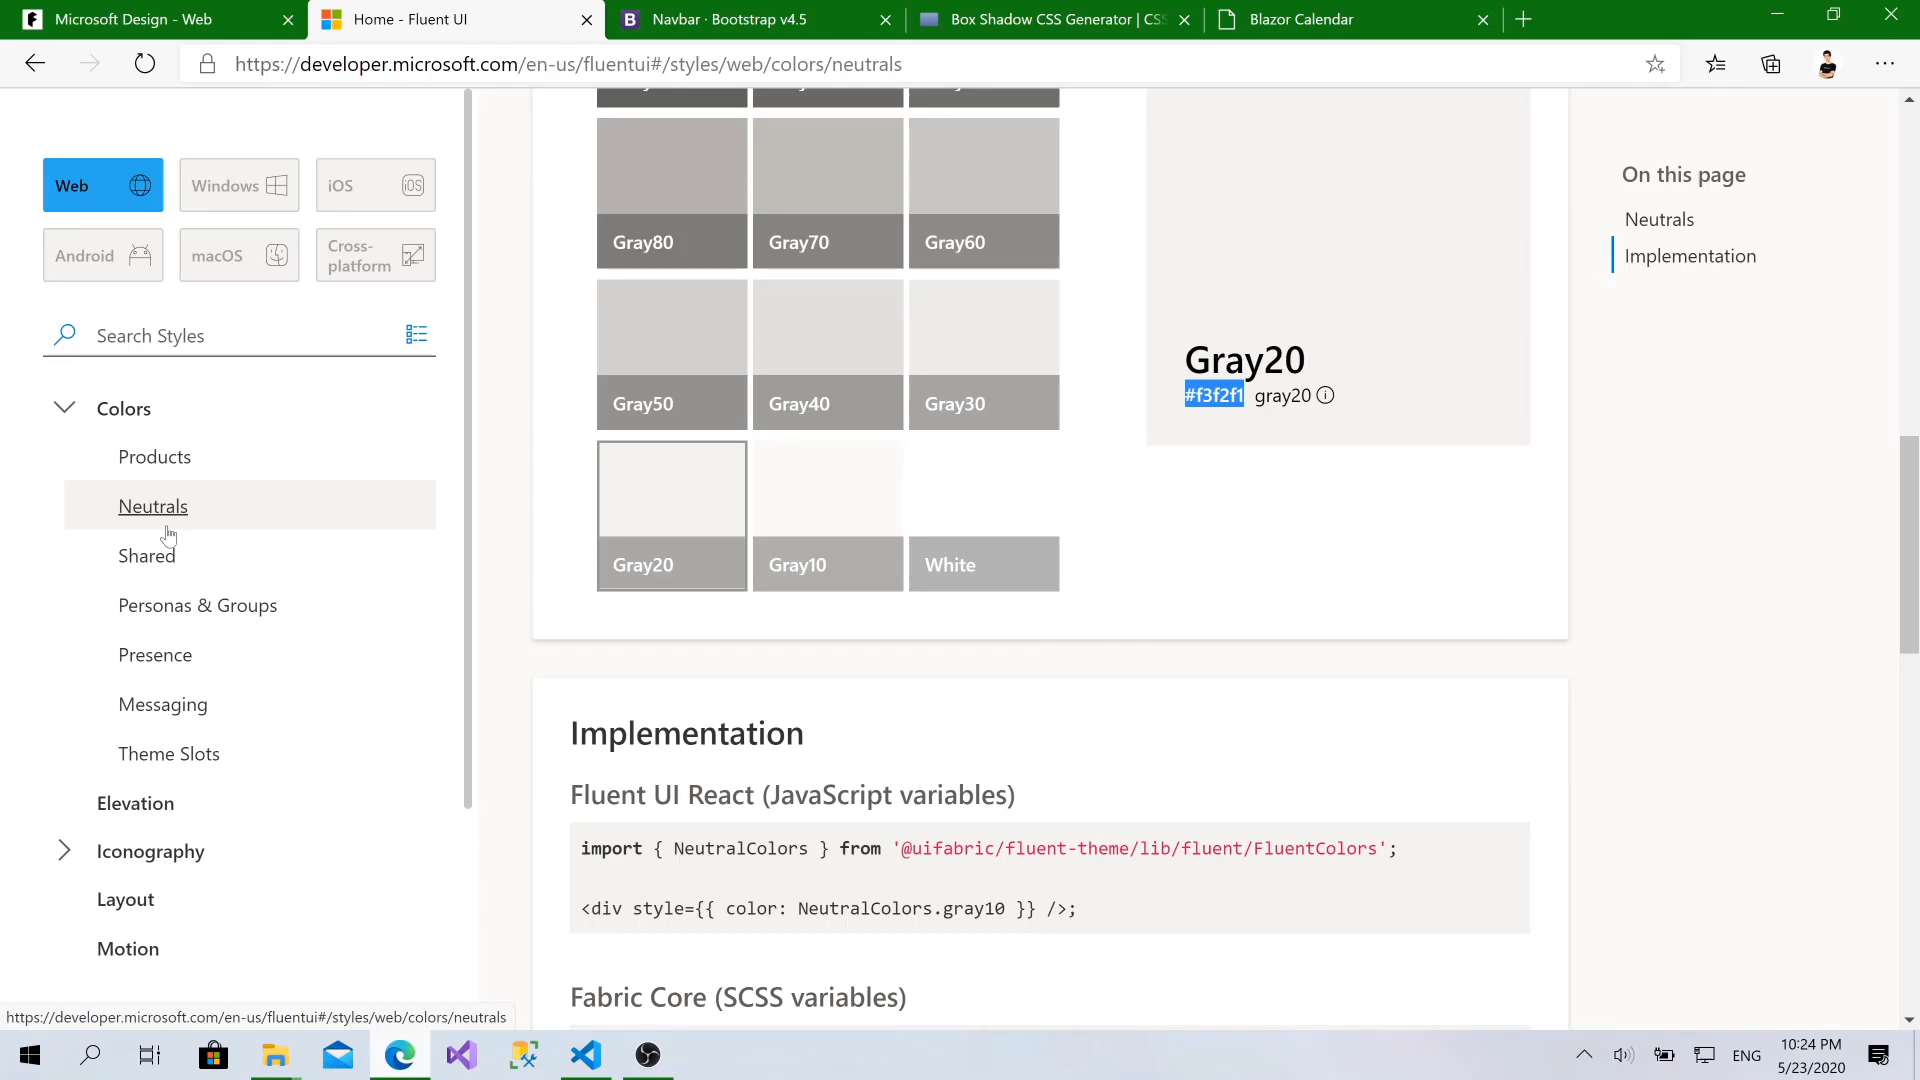 Microsoft Design - Web
Home - Fluent UI
Navbar · Bootstrap v4.5
Box Shadow CSS Generator | CSS
Blazor Calendar
https://developer.microsoft.com/en-us/fluentui#/styles/web/colors/neutrals
Web
Windows
iOS
iOS
Android
macOS
Cross-
platform
Search Styles
Colors
Products
Neutrals
Shared
Personas & Groups
Presence
Messaging
Theme Slots
Elevation
Iconography
Layout
Motion
https://developer.microsoft.com/en-us/fluentui#/styles/web/colors/neutrals
Gray80
Gray70
Gray60
Gray50
Gray40
Gray30
Gray20
Gray10
White
Gray20
#f3f2f1 gray20
Implementation
Fluent UI React (JavaScript variables)
import { NeutralColors } from '@uifabric/fluent-theme/lib/fluent/FluentColors';
<div style={{ color: NeutralColors.gray10 }} />;
Fabric Core (SCSS variables)
On this page
Neutrals
Implementation
ENG
10:24 PM
5/23/2020